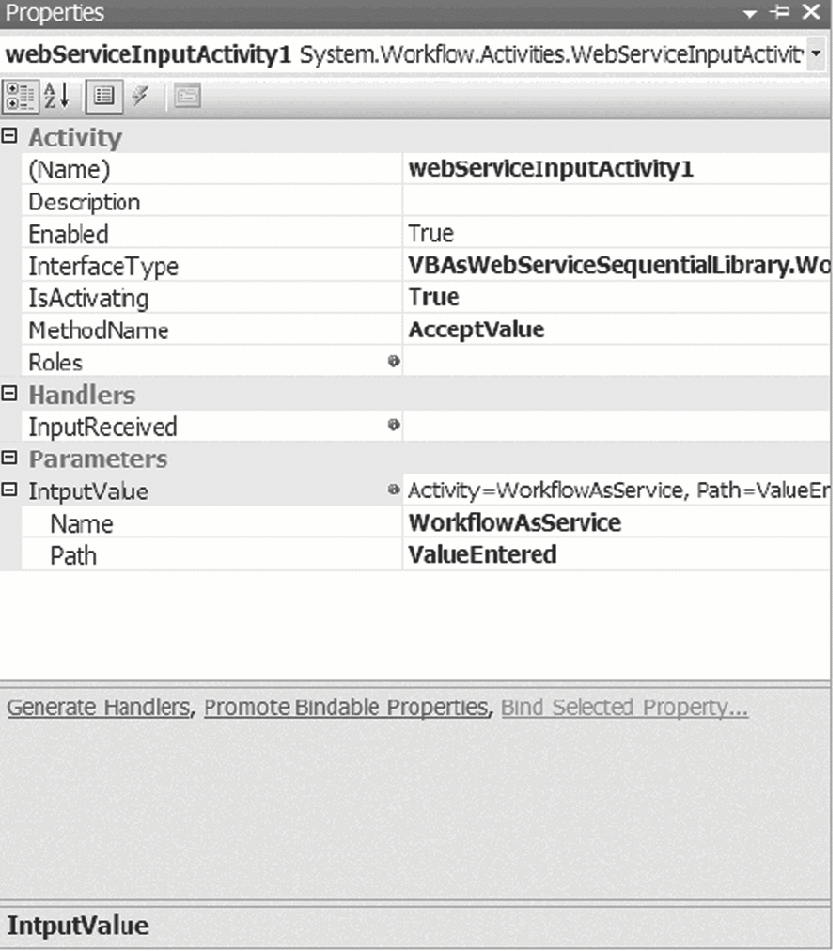 Properties
webServiceInputActivity1 System.Workflow.Activities.WebServiceInputActivit
Activity
(Name) webServiceInputActivity1
Description
Enabled True
InterfaceType VBAsWebServiceSequentialLibrary.Wo
IsActivating True
MethodName AcceptValue
Roles
Handlers
InputReceived
Parameters
IntputValue Activity=WorkflowAsService, Path=ValueEr
Name WorkflowAsService
Path ValueEntered
Generate Handlers, Promote Bindable Properties, Bind Selected Property...
IntputValue